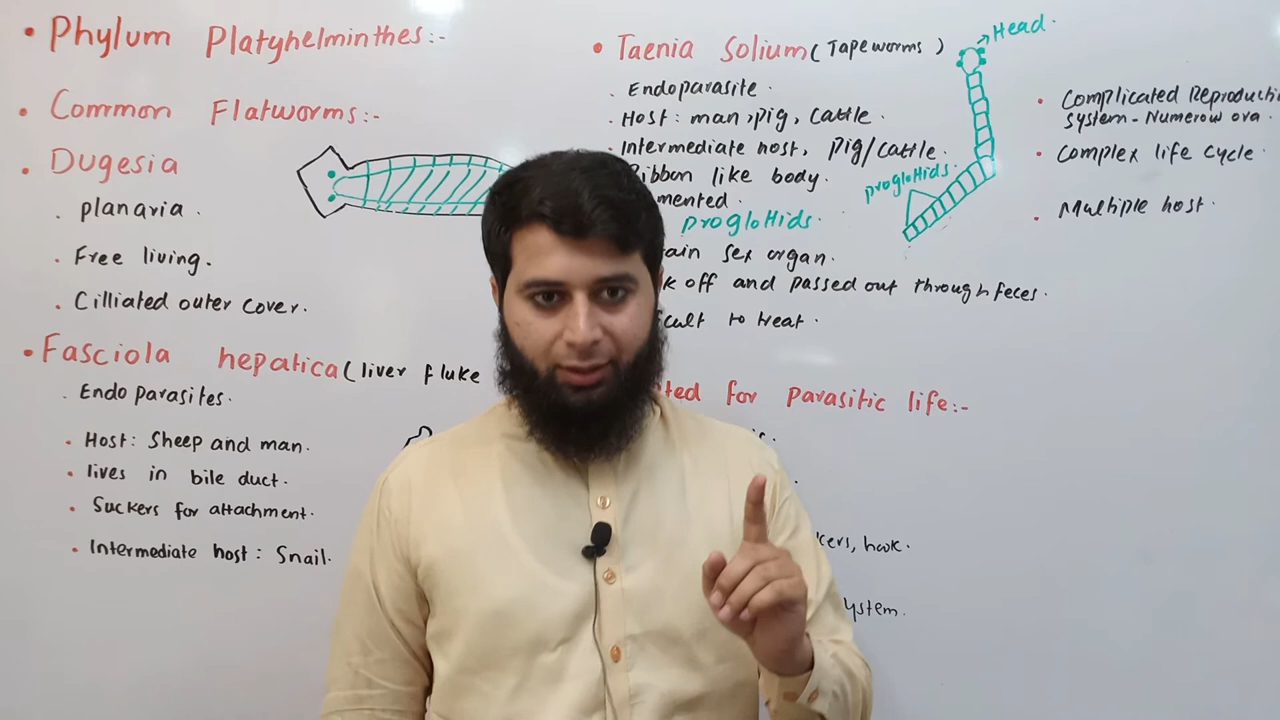 Phylum Platyhelminthes:-
Common Flatworms:-
Dugesia
planaria.
Free living.
Cilliated outer cover.
Fasciola hepatica (liver fluke
Endo parasites.
Host: Sheep and man.
lives in bile duct.
Suckers for attachment.
Intermediate host: Snail.
Taenia Solium (Tapeworms)
Endoparasite.
Host: man, pig, cattle.
Intermediate host, pig/cattle.
Ribbon like body.
mented.
proglottids.
ain sex organ.
k off and passed out through feces.
cult to treat.
ted for parasitic life:-
kers, hook.
ystem.
Head.
proglottids.
Complicated Reproducti
system - Numerow ova.
Complex life cycle.
Multiple host.